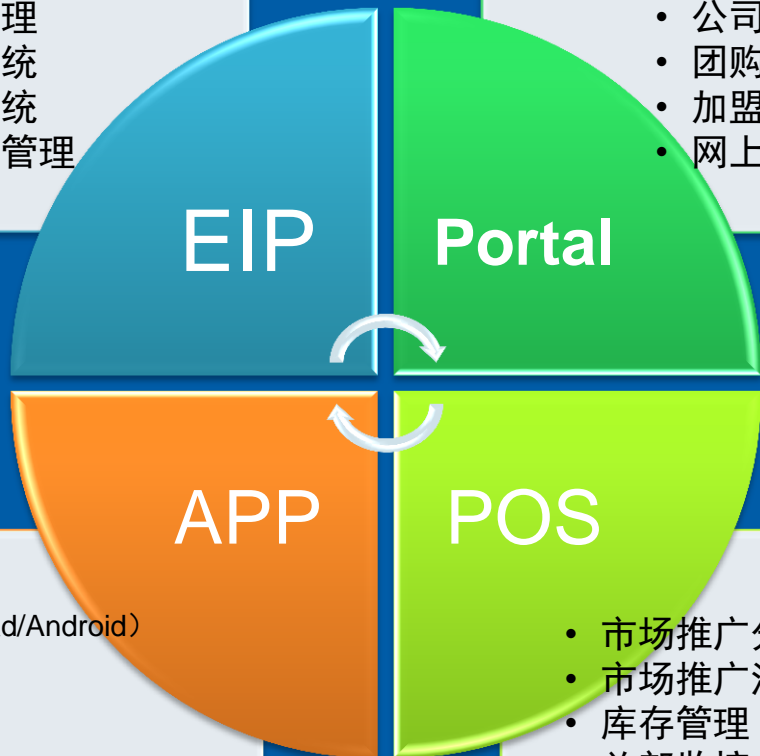 理
统
统
管理
• 公司
• 团购
• 加盟
• 网上
EIP
Portal
APP
POS
d/Android）
• 市场推广
• 市场推广
• 库存管理